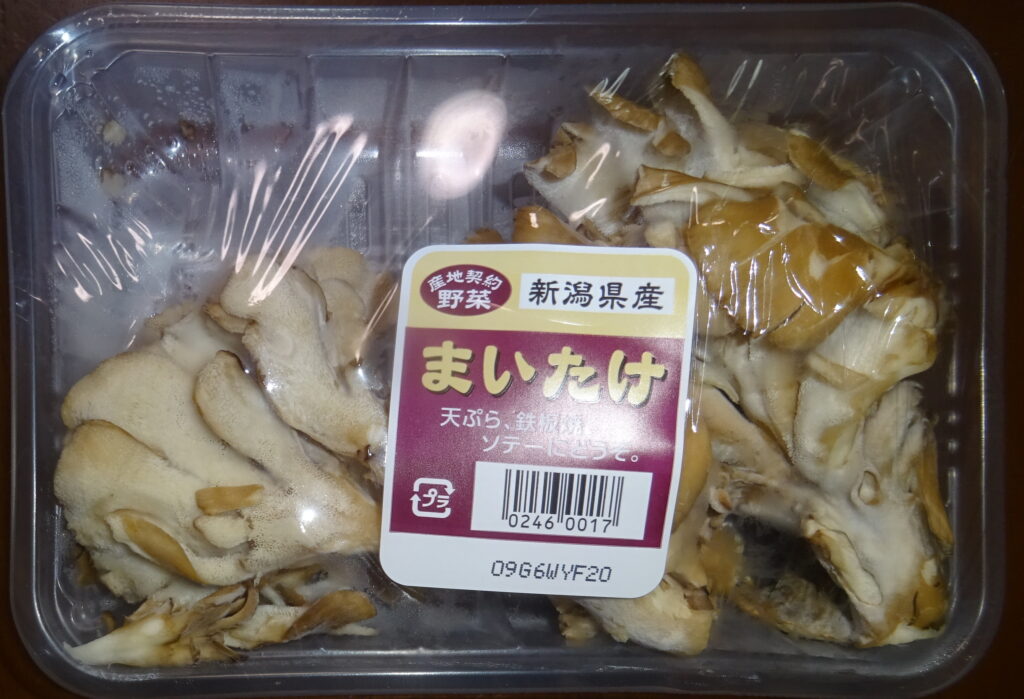 産地契約
野菜
新潟県産
まいたけ
天ぷら、鉄板焼、
ソテーにどうぞ。
プラ
0246 0017
09G6WYF20